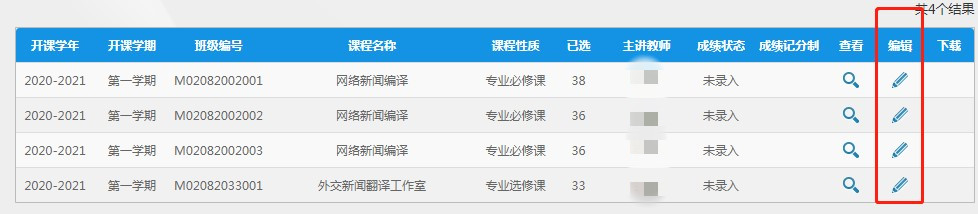 共4个结果
开课学年 开课学期 班级编号 课程名称 课程性质 已选 主讲教师 成绩状态 成绩记分制 查看 编辑 下载
2020-2021 第一学期 M02082002001 网络新闻编译 专业必修课 38 未录入
2020-2021 第一学期 M02082002002 网络新闻编译 专业必修课 36 未录入
2020-2021 第一学期 M02082002003 网络新闻编译 专业必修课 36 未录入
2020-2021 第一学期 M02082033001 外交新闻翻译工作室 专业选修课 33 未录入